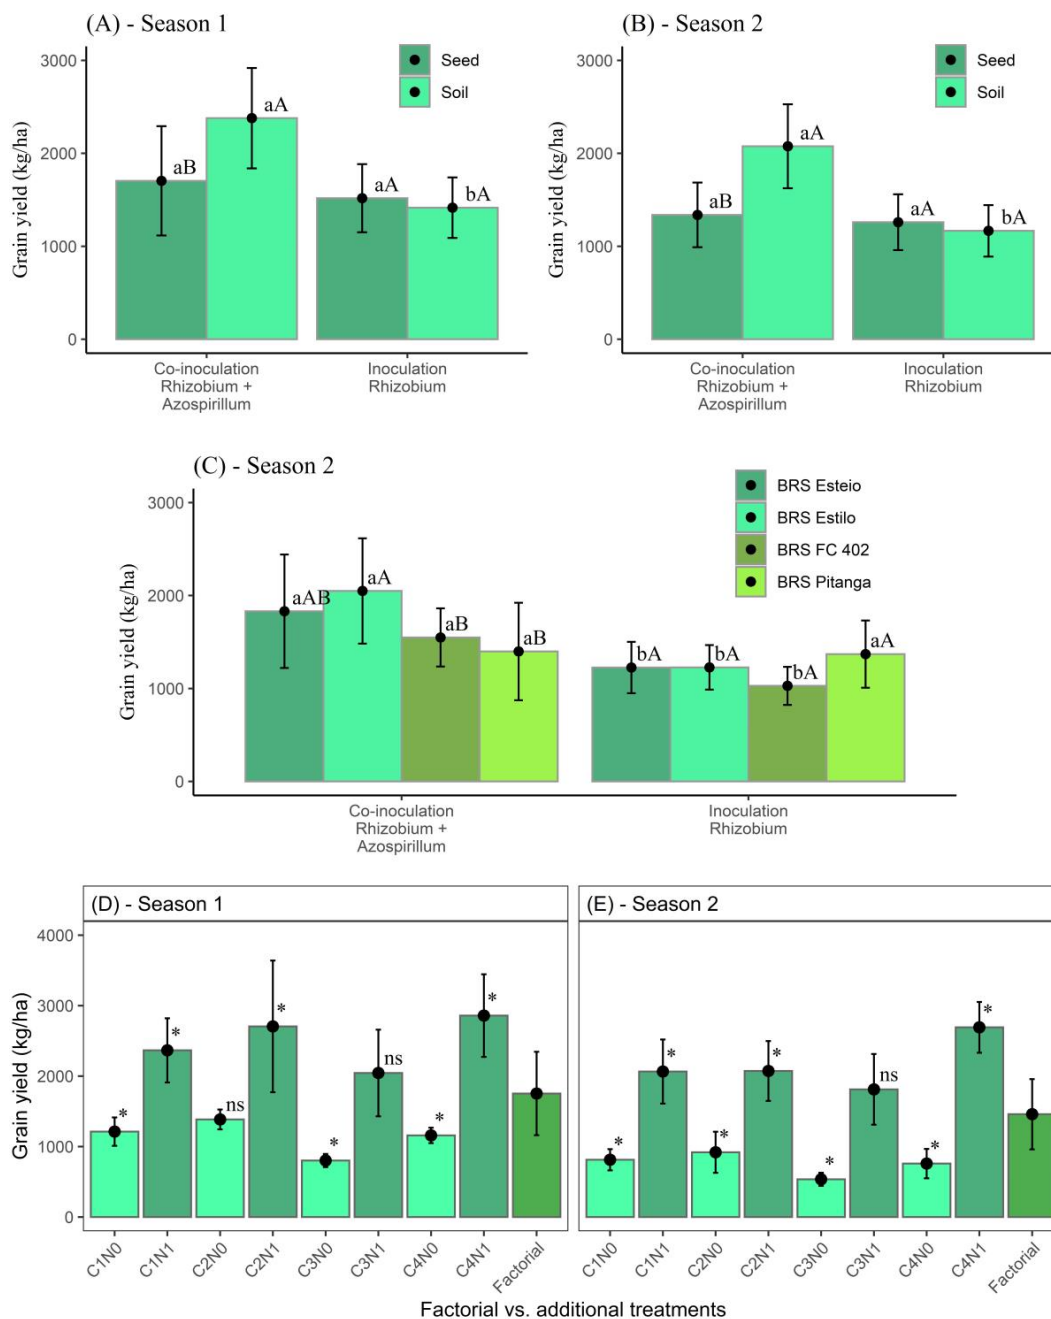 (A) - Season 1
Grain yield (kg/ha)
3000
2000
1000
0
Seed
Soil
aB
aA
aA
bA
Co-inoculation
Rhizobium +
Azospirillum
Inoculation
Rhizobium
(B) - Season 2
Grain yield (kg/ha)
3000
2000
1000
0
Seed
Soil
aB
aA
aA
bA
Co-inoculation
Rhizobium +
Azospirillum
Inoculation
Rhizobium
(C) - Season 2
Grain yield (kg/ha)
3000
2000
1000
0
BRS Esteio
BRS Estilo
BRS FC 402
BRS Pitanga
aAB
aA
aB
aB
bA
bA
bA
aA
Co-inoculation
Rhizobium +
Azospirillum
Inoculation
Rhizobium
(D) - Season 1
Grain yield (kg/ha)
4000
3000
2000
1000
0
*
*
ns
*
*
ns
*
*
C1N0
C1N1
C2N0
C2N1
C3N0
C3N1
C4N0
C4N1
Factorial
(E) - Season 2
*
*
*
*
*
ns
*
*
C1N0
C1N1
C2N0
C2N1
C3N0
C3N1
C4N0
C4N1
Factorial
Factorial vs. additional treatments